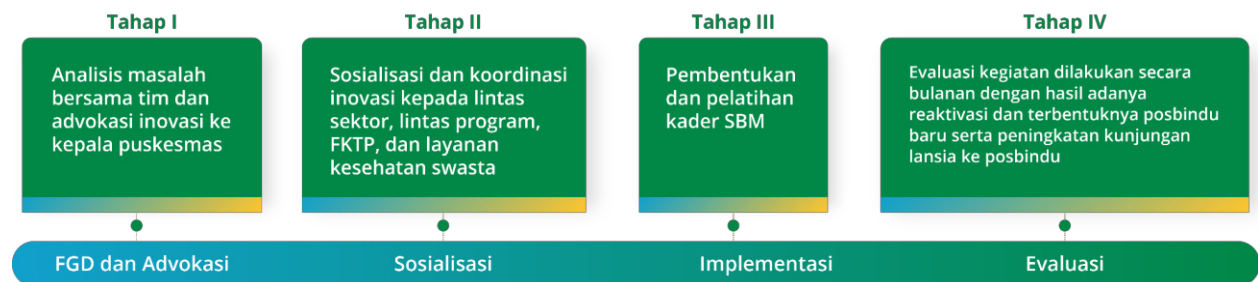 Tahap I
Analisis masalah
bersama tim dan
advokasi inovasi ke
kepala puskesmas
FGD dan Advokasi
Tahap II
Sosialisasi dan koordinasi
inovasi kepada lintas
sektor, lintas program,
FKTP, dan layanan
kesehatan swasta
Sosialisasi
Tahap III
Pembentukan
dan pelatihan
kader SBM
Implementasi
Tahap IV
Evaluasi kegiatan dilakukan secara
bulanan dengan hasil adanya
reaktivasi dan terbentuknya posbindu
baru serta peningkatan kunjungan
lansia ke posbindu
Evaluasi